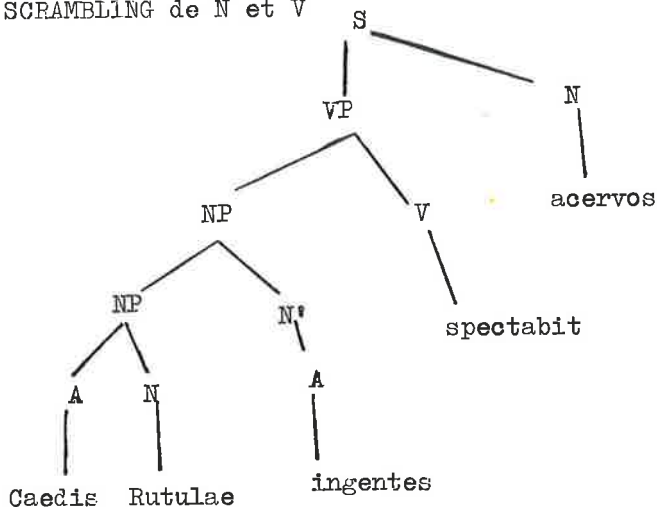 SCRAMBLING de N et V
S
VP N
acervos
NP V
NP N'
spectabit
A N A
Caedis Rutulae ingentes